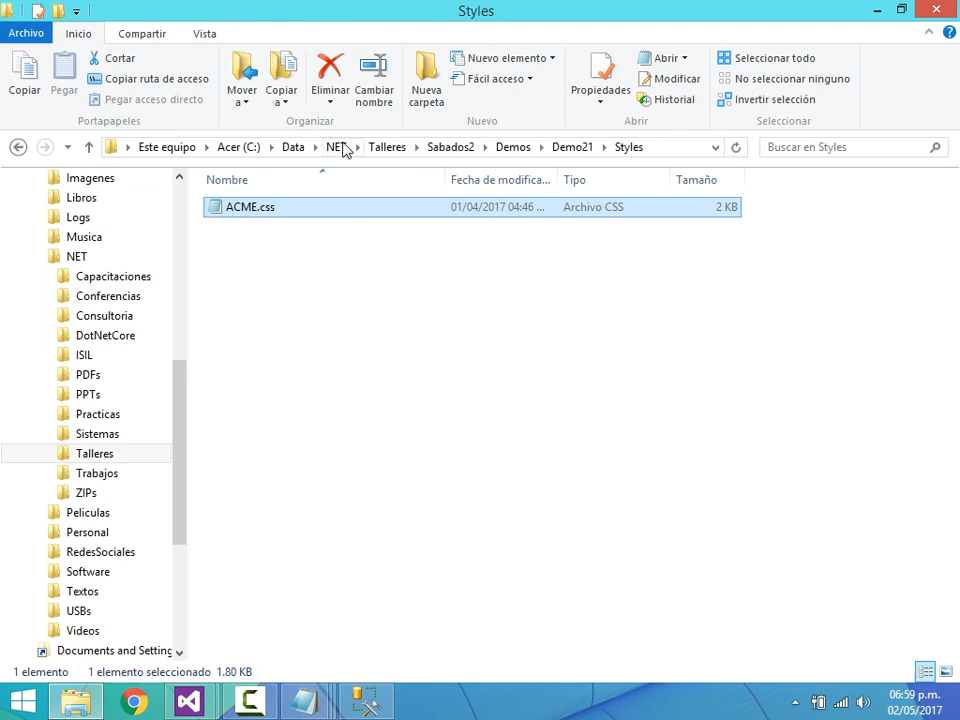 Styles
Archivo Inicio Compartir Vista
Copiar
Pegar
Cortar
Copiar ruta de acceso
Pegar acceso directo
Portapapeles
Mover a
Copiar a
Eliminar
Cambiar nombre
Organizar
Nueva carpeta
Nuevo elemento
Fácil acceso
Nuevo
Propiedades
Abrir
Modificar
Historial
Abrir
Seleccionar todo
No seleccionar ninguno
Invertir selección
Seleccionar
Este equipo Acer (C:) Data NET Talleres Sabados2 Demos Demo21 Styles
Buscar en Styles
Nombre Fecha de modifica... Tipo Tamaño
ACME.css 01/04/2017 04:46 ... Archivo CSS 2 KB
Imagenes
Libros
Logs
Musica
NET
Capacitaciones
Conferencias
Consultoria
DotNetCore
ISIL
PDFs
PPTs
Practicas
Sistemas
Talleres
Trabajos
ZIPs
Peliculas
Personal
RedesSociales
Software
Textos
USBs
Videos
Documents and Setting
1 elemento 1 elemento seleccionado 1.80 KB
06:59 p.m.
02/05/2017